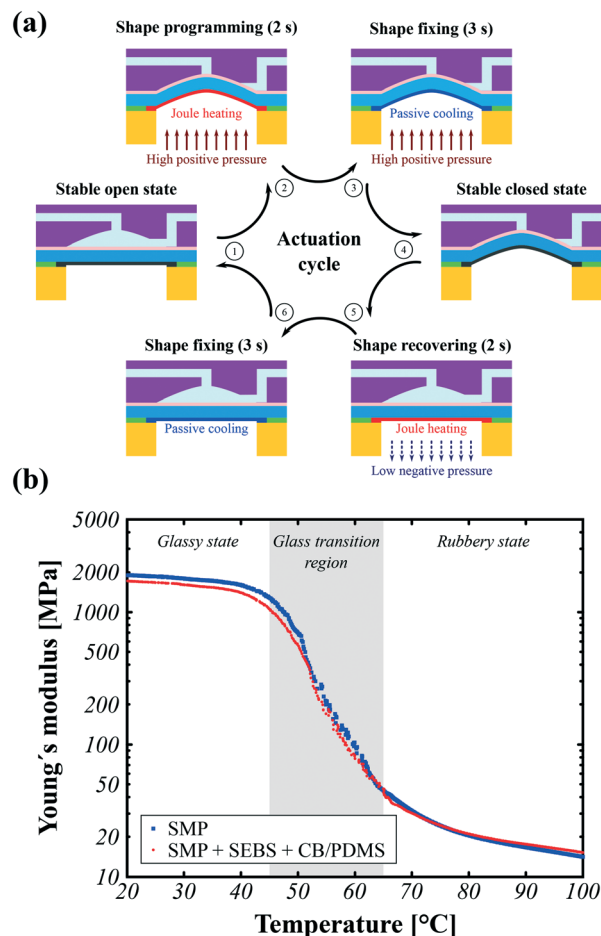 (a)
Shape programming (2 s)
Shape fixing (3 s)
Joule heating
Passive cooling
High positive pressure
High positive pressure
Stable open state
Stable closed state
Actuation
cycle
1
2
3
4
5
6
Shape fixing (3 s)
Shape recovering (2 s)
Passive cooling
Joule heating
Low negative pressure
(b)
Young´s modulus [MPa]
5000
2000
1000
500
200
100
50
20
10
Glassy state
Glass transition
region
Rubbery state
SMP
SMP + SEBS + CB/PDMS
20 30 40 50 60 70 80 90 100
Temperature [°C]